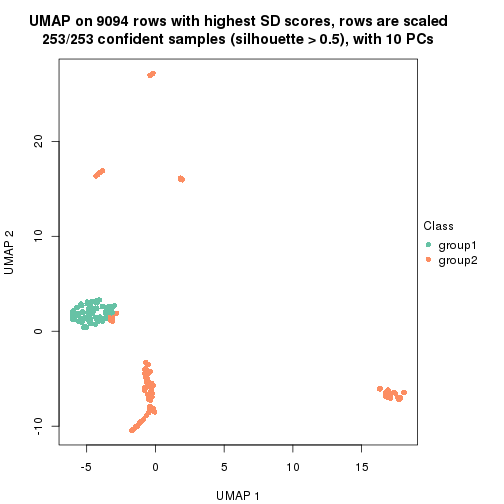 UMAP on 9094 rows with highest SD scores, rows are scaled
253/253 confident samples (silhouette > 0.5), with 10 PCs
20
10
0
-10
UMAP 2
-5
0
5
10
15
UMAP 1
Class
group1
group2